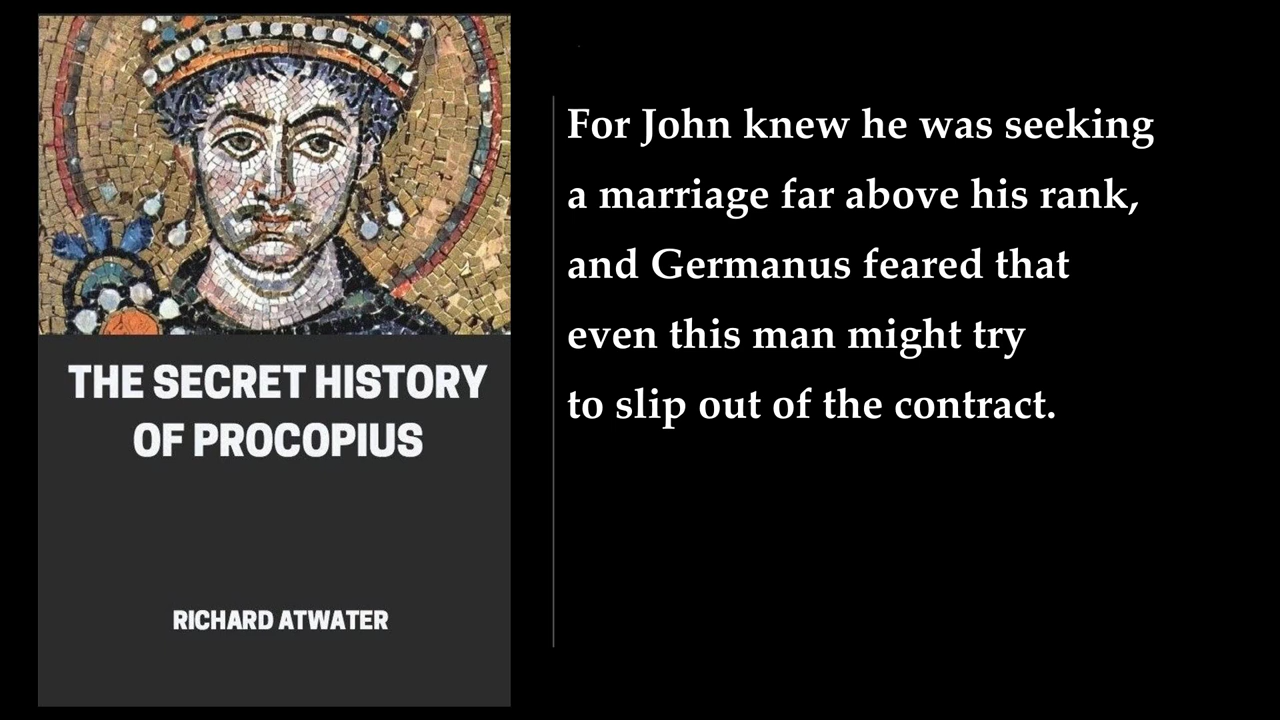 THE SECRET HISTORY
OF PROCOPIUS
RICHARD ATWATER
For John knew he was seeking
a marriage far above his rank,
and Germanus feared that
even this man might try
to slip out of the contract.